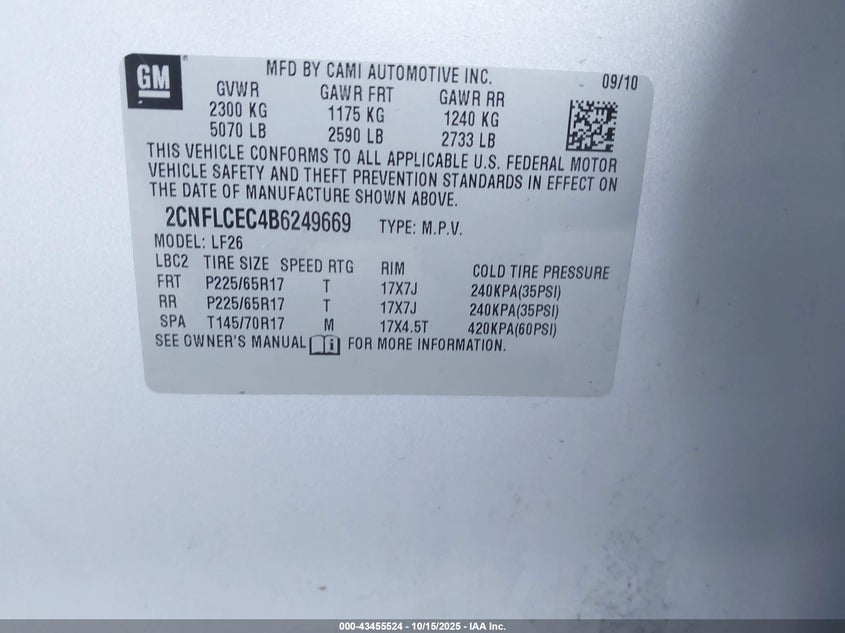 GM
MFD BY CAMI AUTOMOTIVE INC. 09/10
GVWR GAWR FRT GAWR RR
2300 KG 1175 KG 1240 KG
5070 LB 2590 LB 2733 LB
THIS VEHICLE CONFORMS TO ALL APPLICABLE U.S. FEDERAL MOTOR
VEHICLE SAFETY AND THEFT PREVENTION STANDARDS IN EFFECT ON
THE DATE OF MANUFACTURE SHOWN ABOVE.
2CNFLCEC4B6249669 TYPE: M.P.V.
MODEL: LF26
LBC2 TIRE SIZE SPEED RTG RIM COLD TIRE PRESSURE
FRT P225/65R17 T 17X7J 240KPA(35PSI)
RR P225/65R17 T 17X7J 240KPA(35PSI)
SPA T145/70R17 M 17X4.5T 420KPA(60PSI)
SEE OWNER'S MANUAL FOR MORE INFORMATION.
000-43455524 - 10/15/2025 - IAA Inc.